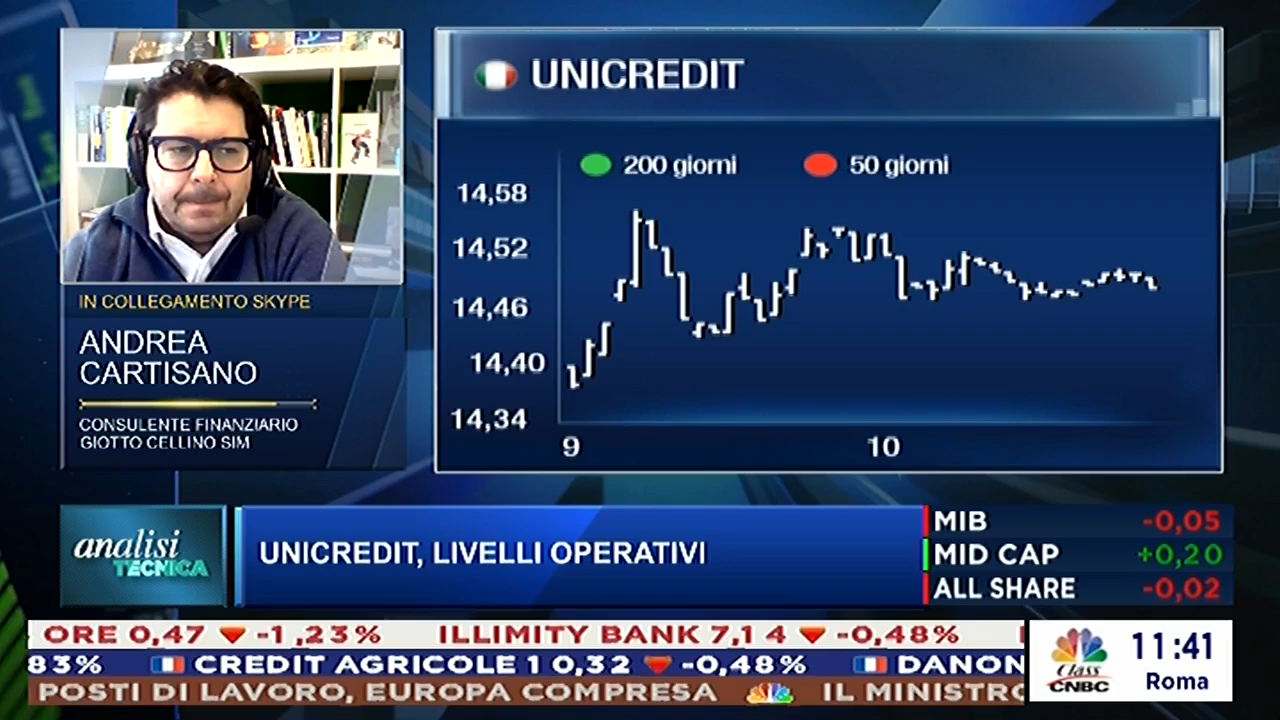 UNICREDIT
200 giorni
50 giorni
14,58
14,52
14,46
14,40
14,34
9
10
IN COLLEGAMENTO SKYPE
ANDREA
CARTISANO
CONSULENTE FINANZIARIO
GIOTTO CELLINO SIM
analisi
TECNICA
UNICREDIT, LIVELLI OPERATIVI
MIB -0,05
MID CAP +0,20
ALL SHARE -0,02
ORE 0,47 -1,23% ILLIMITY BANK 7,14 -0,48%
83% CREDIT AGRICOLE 10,32 -0,48% DANON
POSTI DI LAVORO, EUROPA COMPRESA IL MINISTRO
Class
CNBC
11:41
Roma